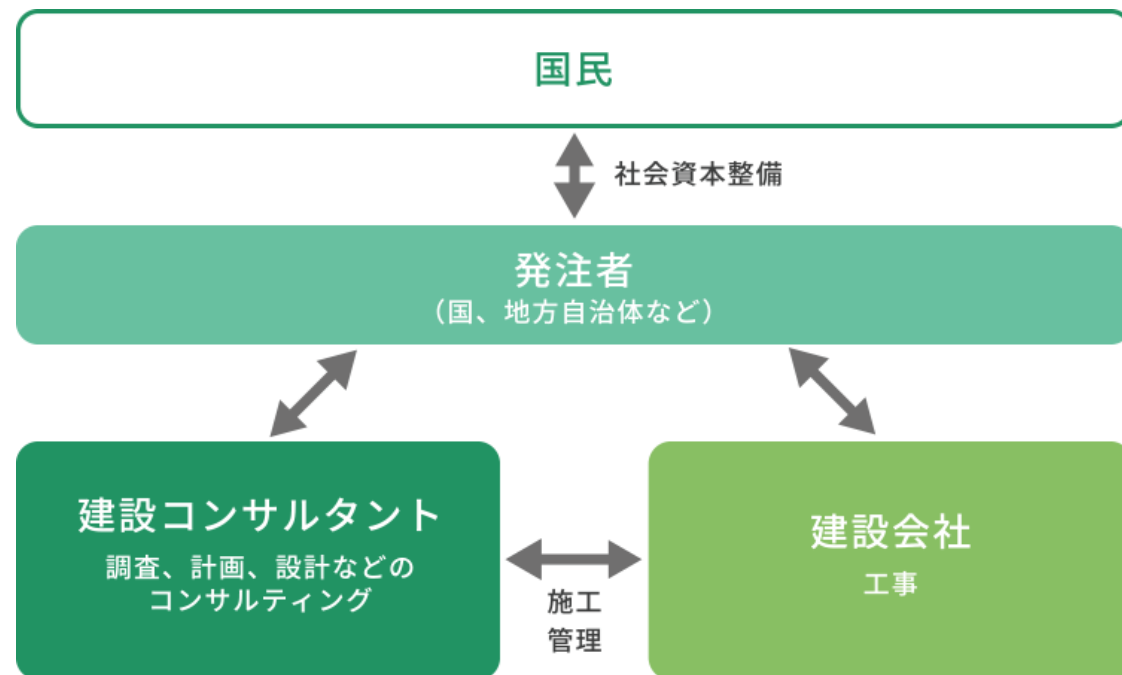 国民
社会資本整備
発注者
（国、地方自治体など）
建設コンサルタント
調査、計画、設計などの
コンサルティング
施工
管理
建設会社
工事